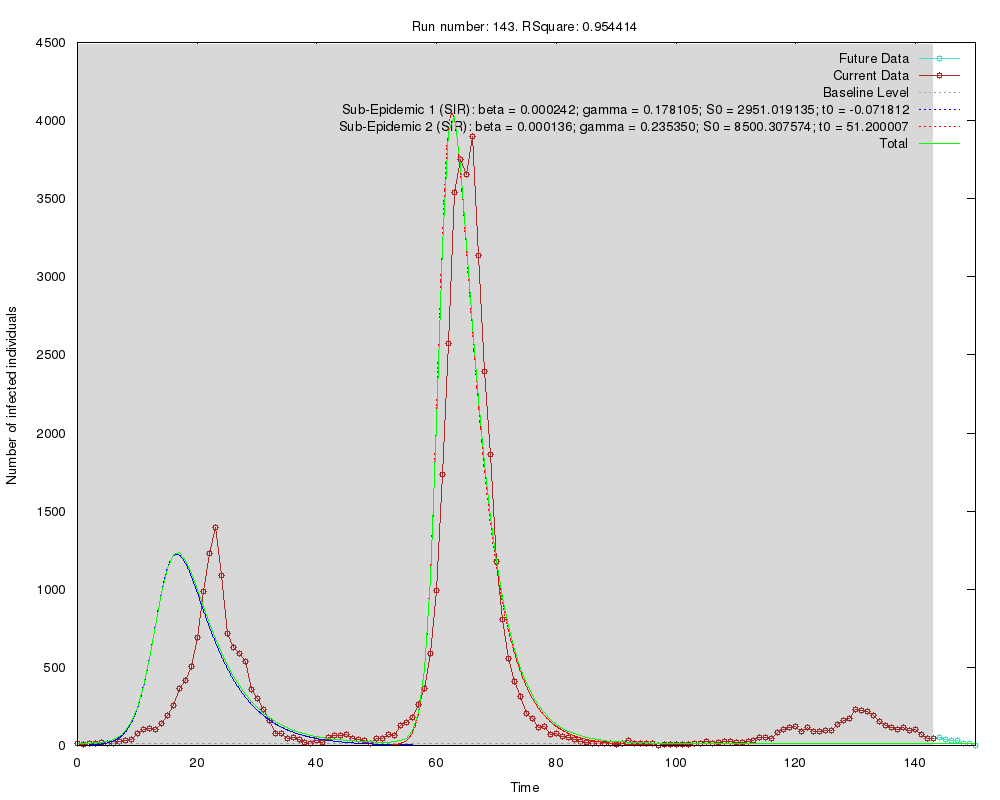 Run number: 143. RSquare: 0.954414
4500
4000
3500
3000
2500
2000
1500
1000
500
0
Number of infected individuals
Future Data
Current Data
Baseline Level
Sub-Epidemic 1 (SIR): beta = 0.000242; gamma = 0.178105; S0 = 2951.019135; t0 = -0.071812
Sub-Epidemic 2 (SIR): beta = 0.000136; gamma = 0.235350; S0 = 8500.307574; t0 = 51.200007
Total
0 20 40 60 80 100 120 140
Time